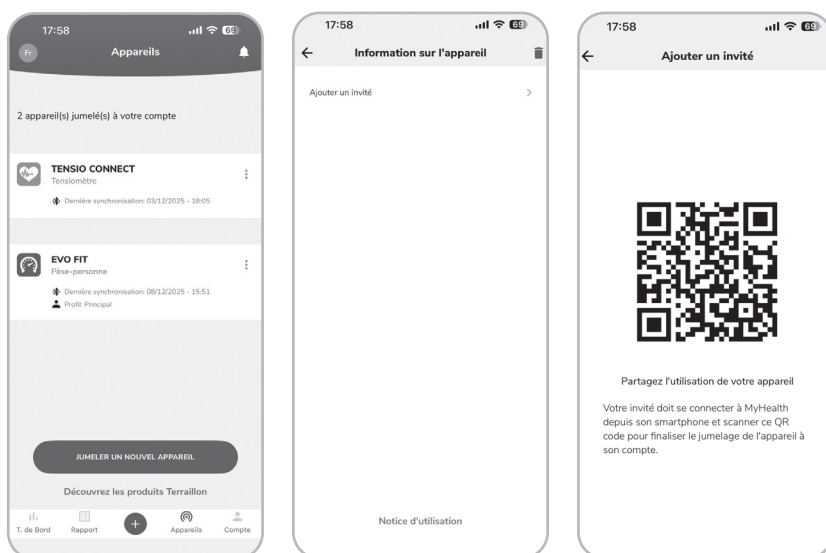 17:58
69
Fr
Appareils
2 appareil(s) jumelé(s) à votre compte
TENSIO CONNECT
Tensiomètre
Dernière synchronisation: 03/12/2025 - 18:05
EVO FIT
Pèse-personne
Dernière synchronisation: 08/12/2025 - 15:51
Profil: Principal
JUMELER UN NOUVEL APPAREIL
Découvrez les produits Terraillon
T. de Bord
Rapport
Appareils
Compte
17:58
69
Information sur l'appareil
Ajouter un invité
Notice d'utilisation
17:58
69
Ajouter un invité
Partagez l'utilisation de votre appareil
Votre invité doit se connecter à MyHealth
depuis son smartphone et scanner ce QR
code pour finaliser le jumelage de l'appareil à
son compte.